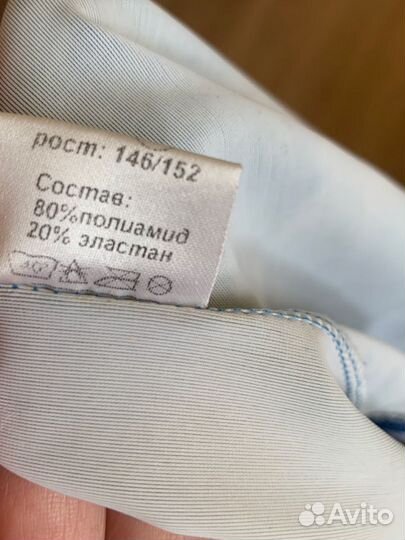 рост: 146/152
Состав:
80%полиамид
20% эластан
Avito